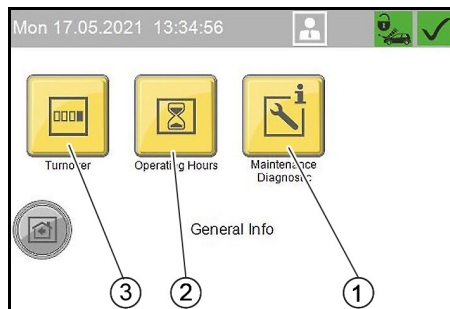 Mon 17.05.2021 13:34:56
Turnover
Operating Hours
Maintenance
Diagnostic
General Info
3
2
1